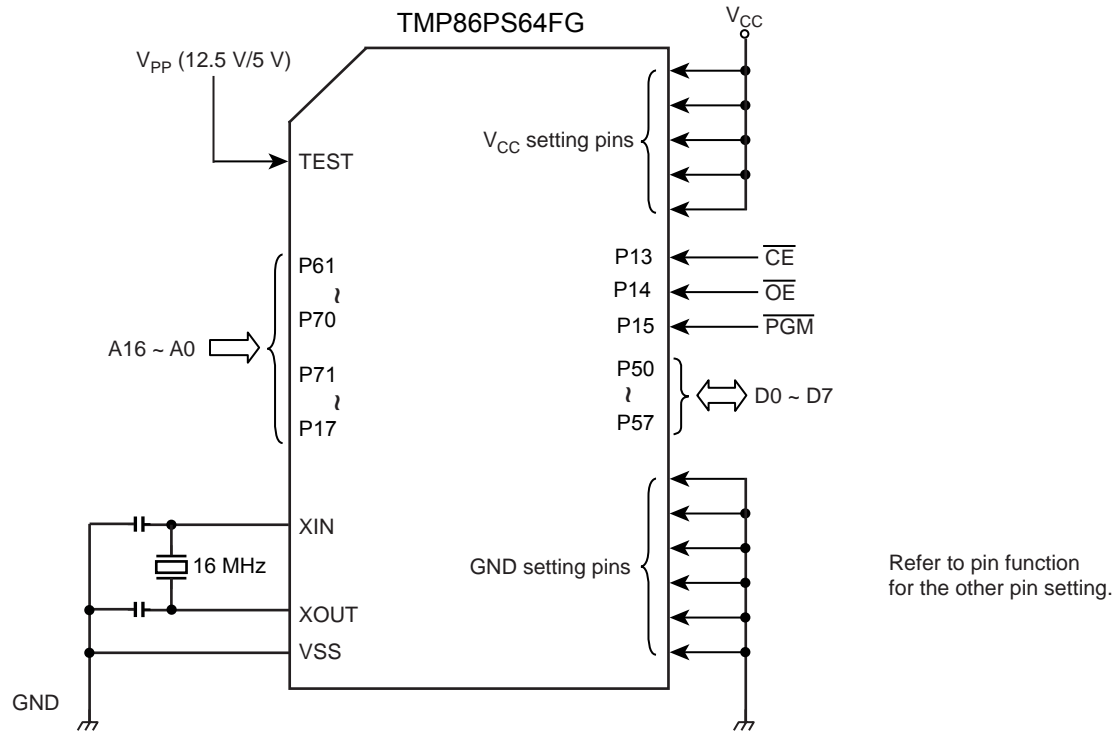 TMP86PS64FG
VCC
VPP (12.5 V/5 V)
VCC setting pins
TEST
P61
~
P70
A16 ~ A0
P71
~
P17
P13
CE
P14
OE
P15
PGM
P50
~
P57
D0 ~ D7
XIN
16 MHz
XOUT
VSS
GND
GND setting pins
Refer to pin function
for the other pin setting.